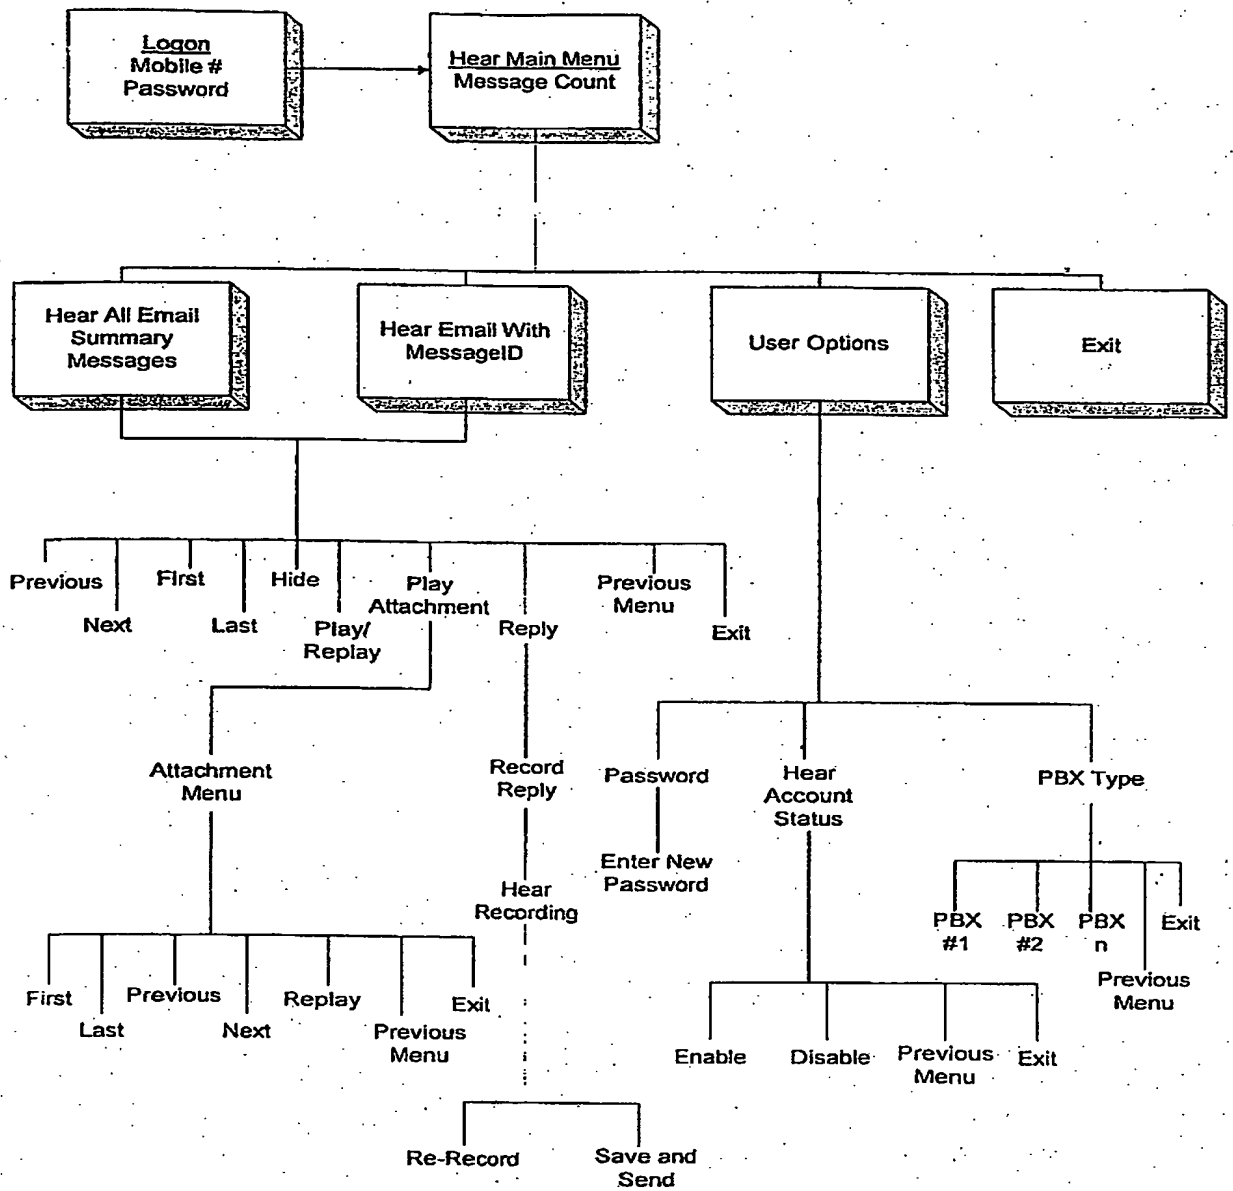 Logon
Mobile #
Password
Hear Main Menu
Message Count
Hear All Email
Summary
Messages
Hear Email With
MessageID
User Options
Exit
Previous
Next
First
Last
Hide
Play/
Replay
Play
Attachment
Reply
Previous
Menu
Exit
Attachment
Menu
Record
Reply
Hear
Recording
Password
Enter New
Password
Hear
Account
Status
PBX Type
PBX
#1
PBX
#2
PBX
n
Previous
Menu
Exit
First
Last
Previous
Next
Replay
Previous
Menu
Exit
Enable
Disable
Previous
Menu
Exit
Re-Record
Save and
Send